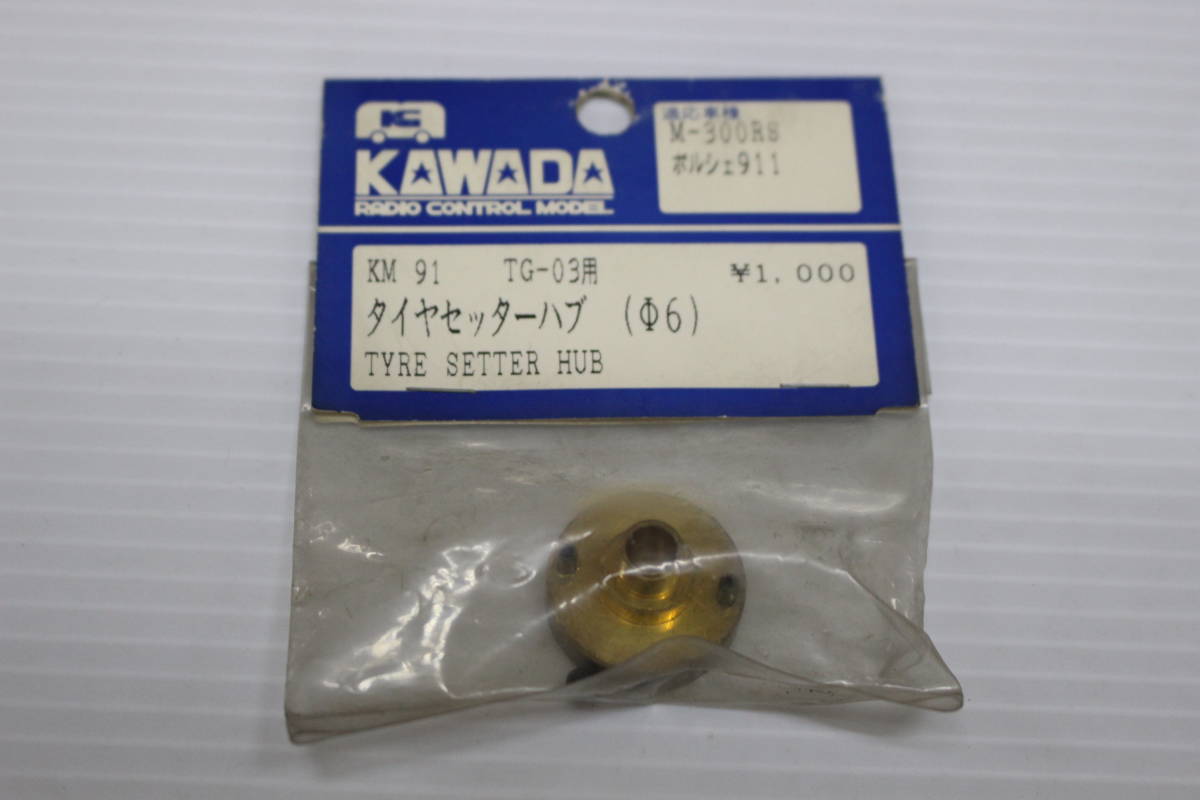 KC
KAWADA
RADIO CONTROL MODEL
適応車種
M-300RS
ポルシェ911
KM 91 TG-03用 ¥1,000
タイヤセッターハブ (Φ6)
TYRE SETTER HUB